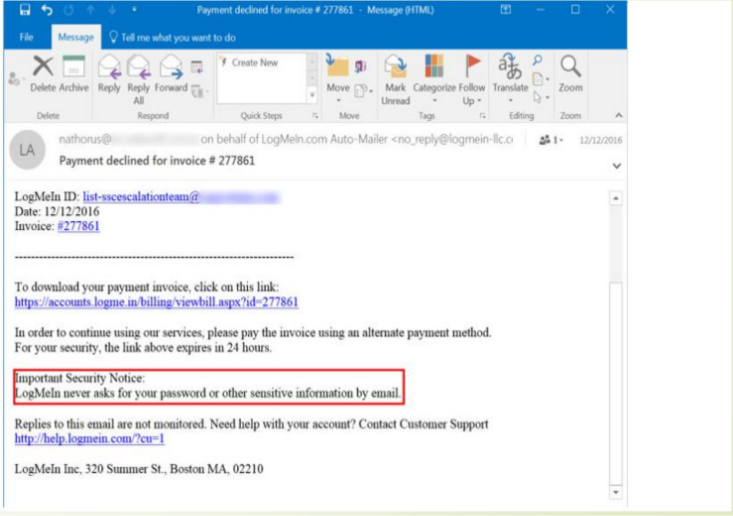 Payment declined for invoice # 277861 - Message (HTML)
File Message Tell me what you want to do
Delete Archive Reply Reply All Forward Create New Move Mark Unread Categorize Follow Up Translate Zoom
Delete Respond Quick Steps Move Tags Editing Zoom
LA
nathorus@ on behalf of LogMeIn.com Auto-Mailer <no_reply@logmein-llc.c 1 12/12/2016
Payment declined for invoice # 277861
LogMeIn ID: list-sscescalationteam@
Date: 12/12/2016
Invoice: #277861
----------------------------------------------------------------------
To download your payment invoice, click on this link:
https://accounts.logme.in/billing/viewbill.aspx?id=277861
In order to continue using our services, please pay the invoice using an alternate payment method.
For your security, the link above expires in 24 hours.
Important Security Notice:
LogMeIn never asks for your password or other sensitive information by email.
Replies to this email are not monitored. Need help with your account? Contact Customer Support
http://help.logmein.com/?cu=1
LogMeIn Inc, 320 Summer St., Boston MA, 02210